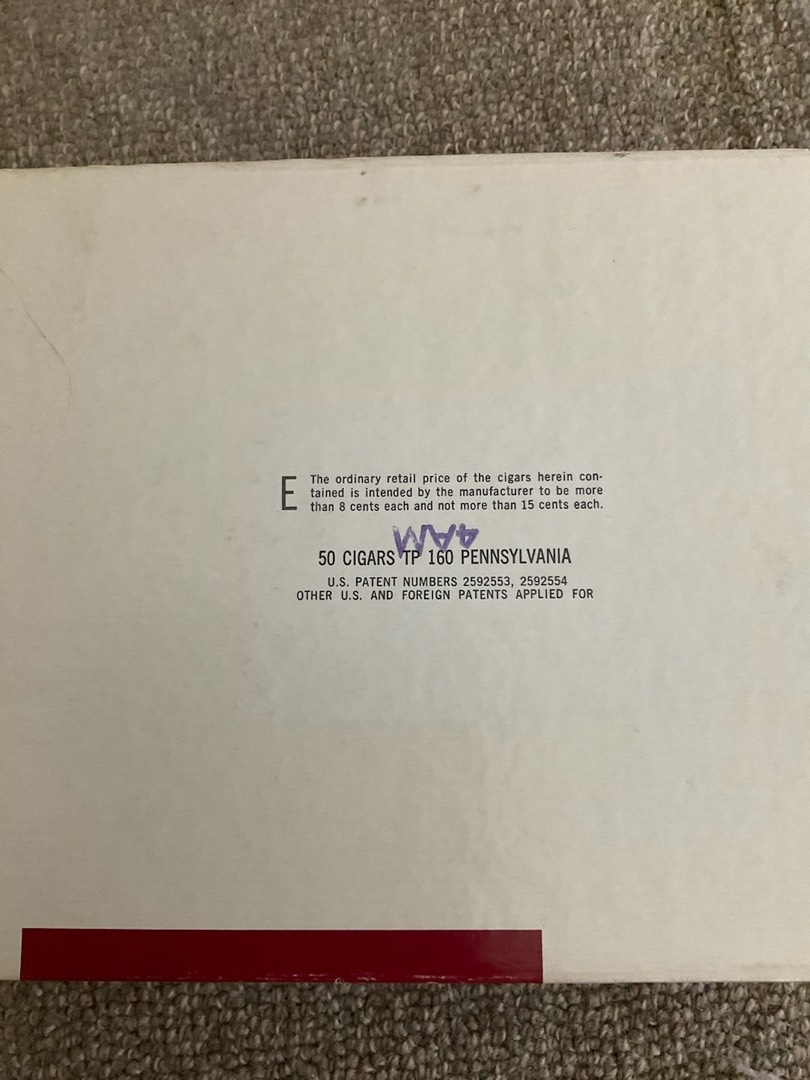 E The ordinary retail price of the cigars herein con-
tained is intended by the manufacturer to be more
than 8 cents each and not more than 15 cents each.
4AM
50 CIGARS TP 160 PENNSYLVANIA
U.S. PATENT NUMBERS 2592553, 2592554
OTHER U.S. AND FOREIGN PATENTS APPLIED FOR